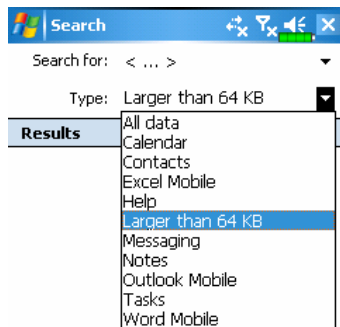 Search
Search for: < ... >
Type: Larger than 64 KB
Results
All data
Calendar
Contacts
Excel Mobile
Help
Larger than 64 KB
Messaging
Notes
Outlook Mobile
Tasks
Word Mobile